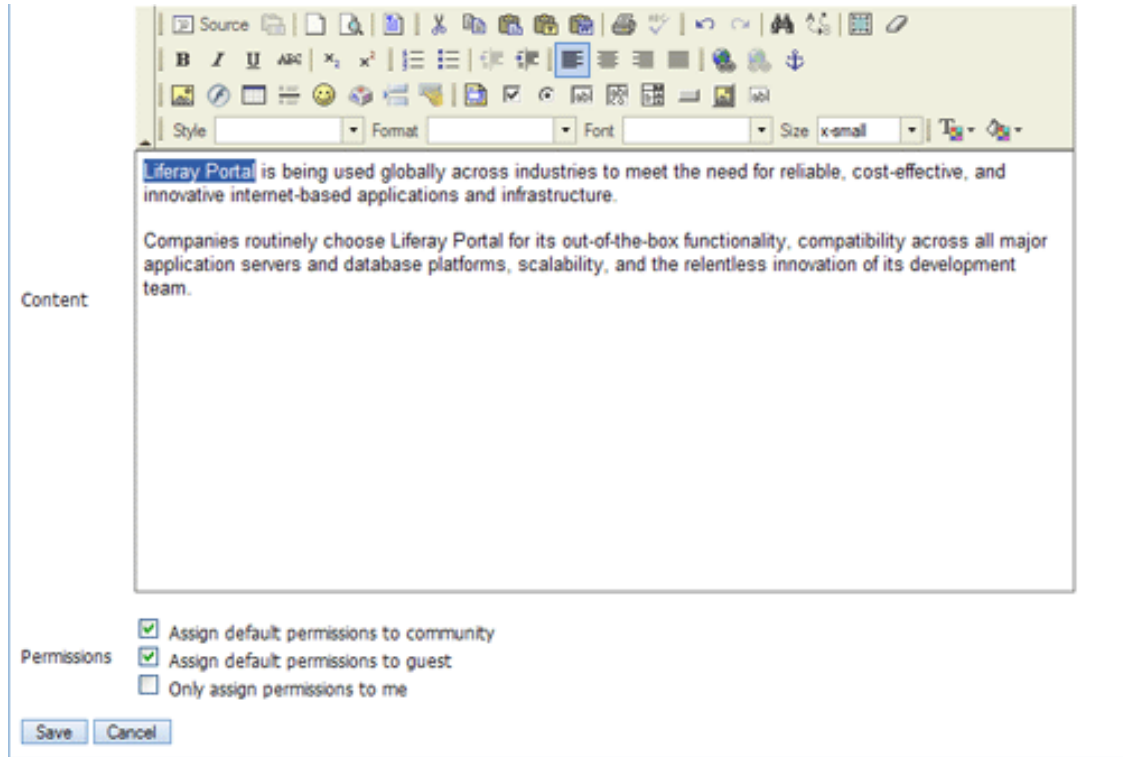 Source
B I U ABC x₂ x²
Style Format Font Size x-small
Liferay Portal is being used globally across industries to meet the need for reliable, cost-effective, and
innovative internet-based applications and infrastructure.
Companies routinely choose Liferay Portal for its out-of-the-box functionality, compatibility across all major
application servers and database platforms, scalability, and the relentless innovation of its development
team.
Content
Assign default permissions to community
Permissions
Assign default permissions to guest
Only assign permissions to me
Save Cancel